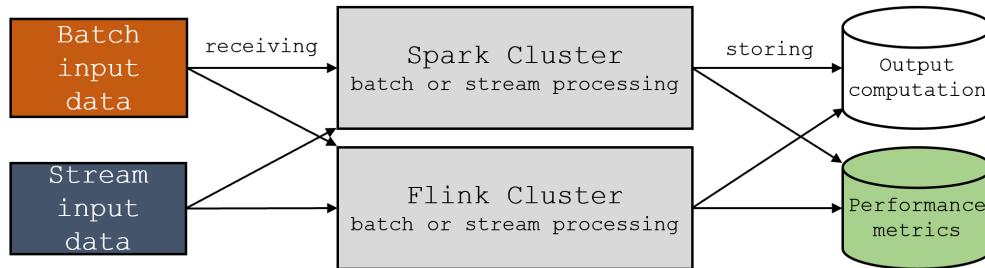 Batch
input
data
receiving
Spark Cluster
batch or stream processing
storing
Output
computation
Stream
input
data
Flink Cluster
batch or stream processing
Performance
metrics